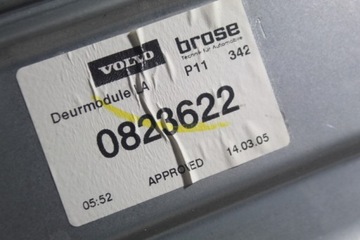 VOLVO
brose
Technik für Automobile
P11 342
Deurmodule LA
0823622
05:52 APPROVED 14.03.05